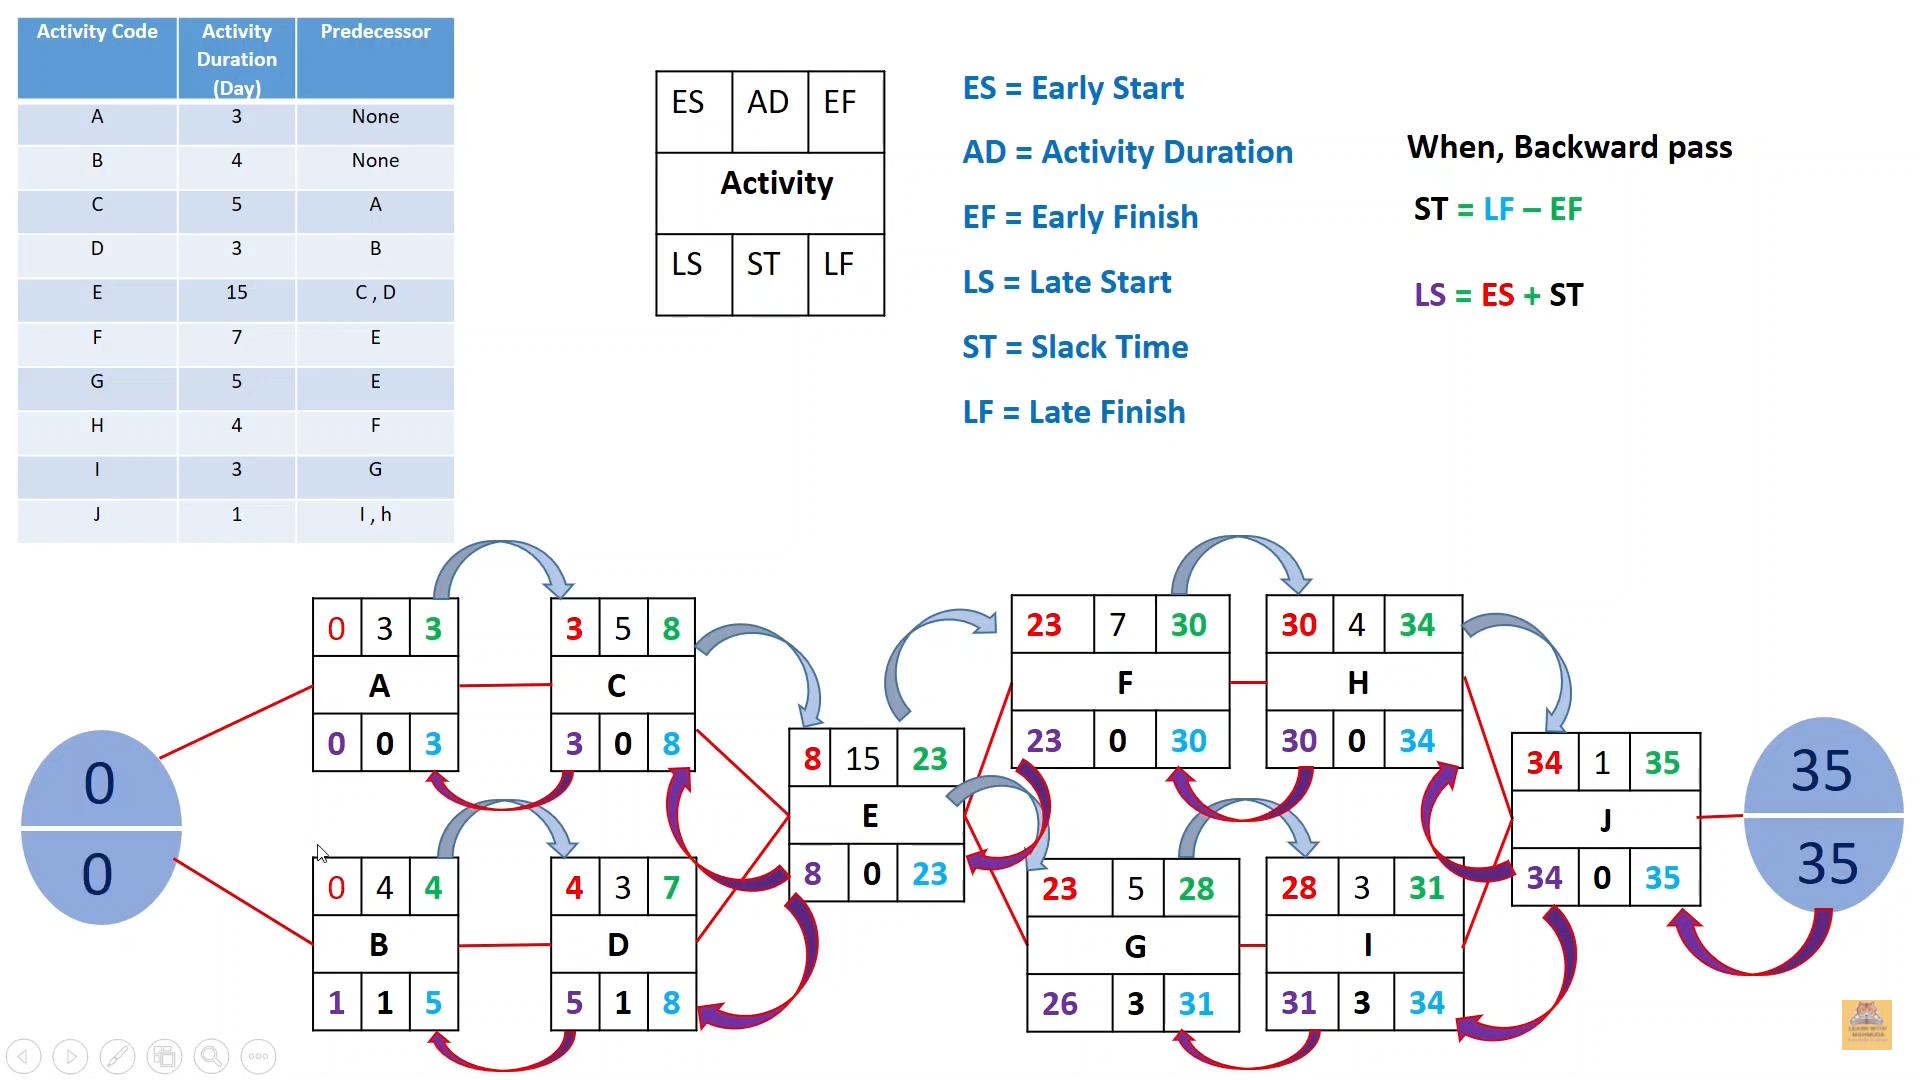 Activity Code Activity Duration (Day) Predecessor
A 3 None
B 4 None
C 5 A
D 3 B
E 15 C , D
F 7 E
G 5 E
H 4 F
I 3 G
J 1 I , h
ES AD EF
Activity
LS ST LF
ES = Early Start
AD = Activity Duration
EF = Early Finish
LS = Late Start
ST = Slack Time
LF = Late Finish
When, Backward pass
ST = LF – EF
LS = ES + ST
0
0
0 3 3
A
0 0 3
3 5 8
C
3 0 8
0 4 4
B
1 1 5
4 3 7
D
5 1 8
8 15 23
E
8 0 23
23 7 30
F
23 0 30
30 4 34
H
30 0 34
23 5 28
G
26 3 31
28 3 31
I
31 3 34
34 1 35
J
34 0 35
35
35
LEARN WITH
MAHMUDA